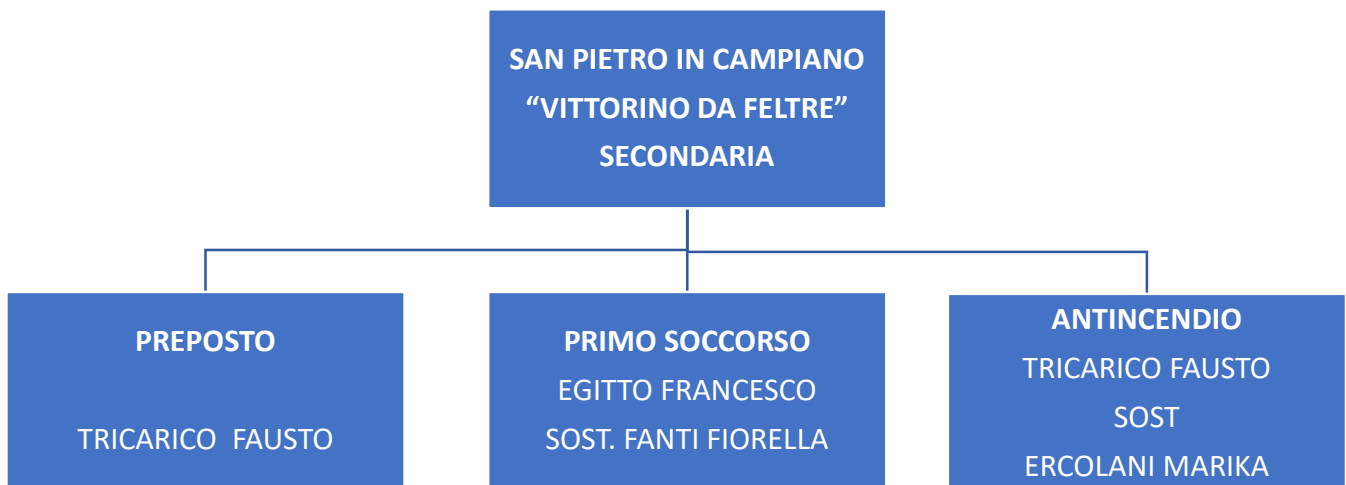 SAN PIETRO IN CAMPIANO
“VITTORINO DA FELTRE”
SECONDARIA
PREPOSTO
TRICARICO FAUSTO
PRIMO SOCCORSO
EGITTO FRANCESCO
SOST. FANTI FIORELLA
ANTINCENDIO
TRICARICO FAUSTO
SOST
ERCOLANI MARIKA